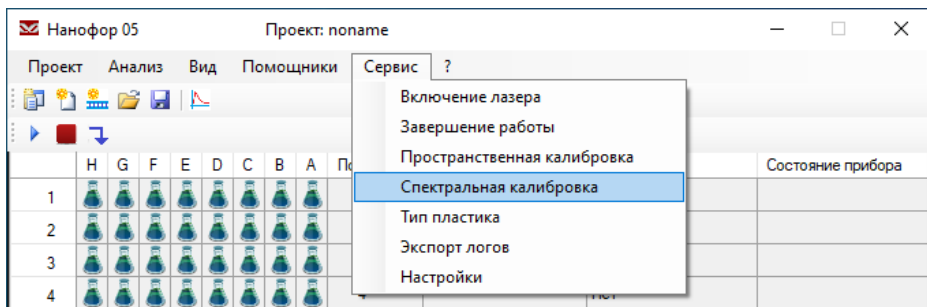 Нанофор 05 Проект: noname
Проект Анализ Вид Помощники Сервис ?
Включение лазера
Завершение работы
Пространственная калибровка
Спектральная калибровка
Тип пластика
Экспорт логов
Настройки
H G F E D C B A Состояние прибора
1
2
3
4